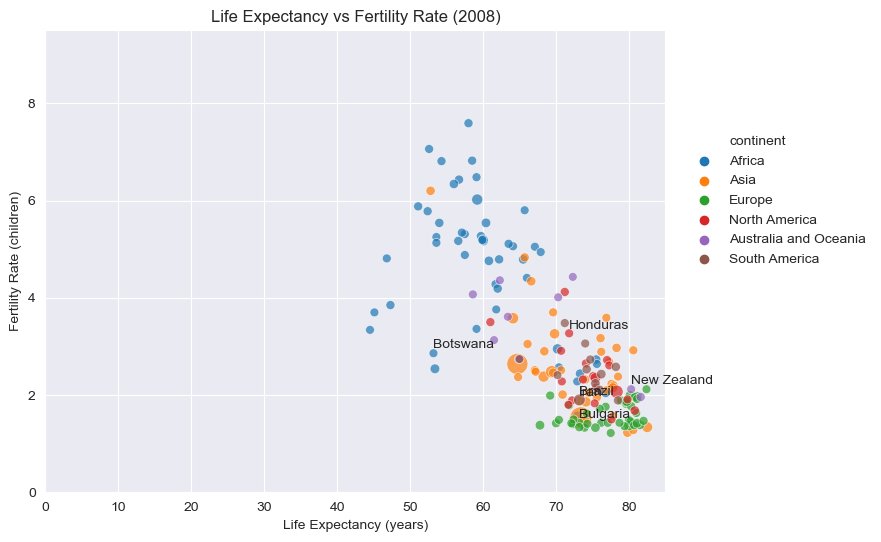 Life Expectancy vs Fertility Rate (2008)
8
6
4
2
0
Fertility Rate (children)
Honduras
Botswana
New Zealand
Brazil
Bulgaria
0 10 20 30 40 50 60 70 80
Life Expectancy (years)
continent
Africa
Asia
Europe
North America
Australia and Oceania
South America